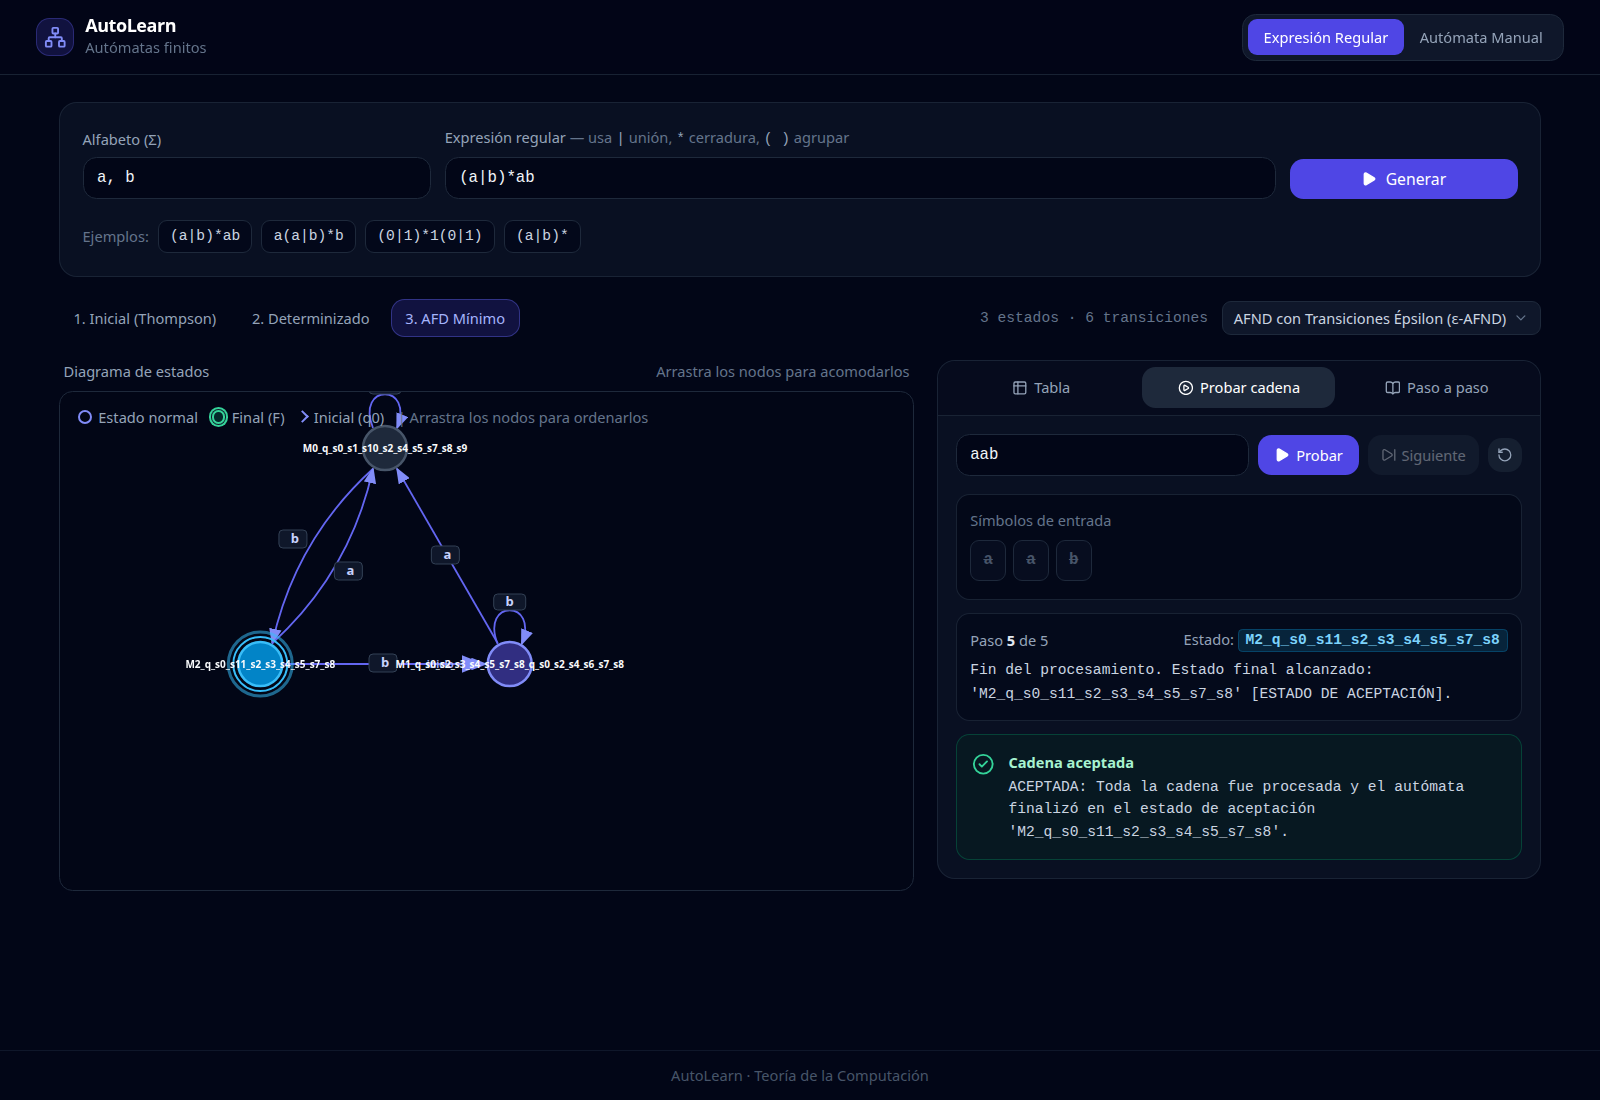 AutoLearn
Autómatas finitos
Expresión Regular
Autómata Manual
Alfabeto (Σ)
Expresión regular — usa | unión, * cerradura, ( ) agrupar
a, b
(a|b)*ab
Generar
Ejemplos: (a|b)*ab a(a|b)*b (0|1)*1(0|1) (a|b)*
1. Inicial (Thompson)
2. Determinizado
3. AFD Mínimo
3 estados · 6 transiciones
AFND con Transiciones Épsilon (ε-AFND)
Diagrama de estados
Arrastra los nodos para acomodarlos
Estado normal Final (F) Inicial (q0) Arrastra los nodos para ordenarlos
M0_q_s0_s1_s10_s2_s4_s5_s7_s8_s9
b
a
a
b
M2_q_s0_s11_s2_s3_s4_s5_s7_s8
b
M1_q_s0_s2_s3_s4_s5_s7_s8_q_s0_s2_s4_s6_s7_s8
Tabla
Probar cadena
Paso a paso
aab
Probar
Siguiente
Símbolos de entrada
a a b
Paso 5 de 5
Estado: M2_q_s0_s11_s2_s3_s4_s5_s7_s8
Fin del procesamiento. Estado final alcanzado:
'M2_q_s0_s11_s2_s3_s4_s5_s7_s8' [ESTADO DE ACEPTACIÓN].
Cadena aceptada
ACEPTADA: Toda la cadena fue procesada y el autómata
finalizó en el estado de aceptación
'M2_q_s0_s11_s2_s3_s4_s5_s7_s8'.
AutoLearn · Teoría de la Computación